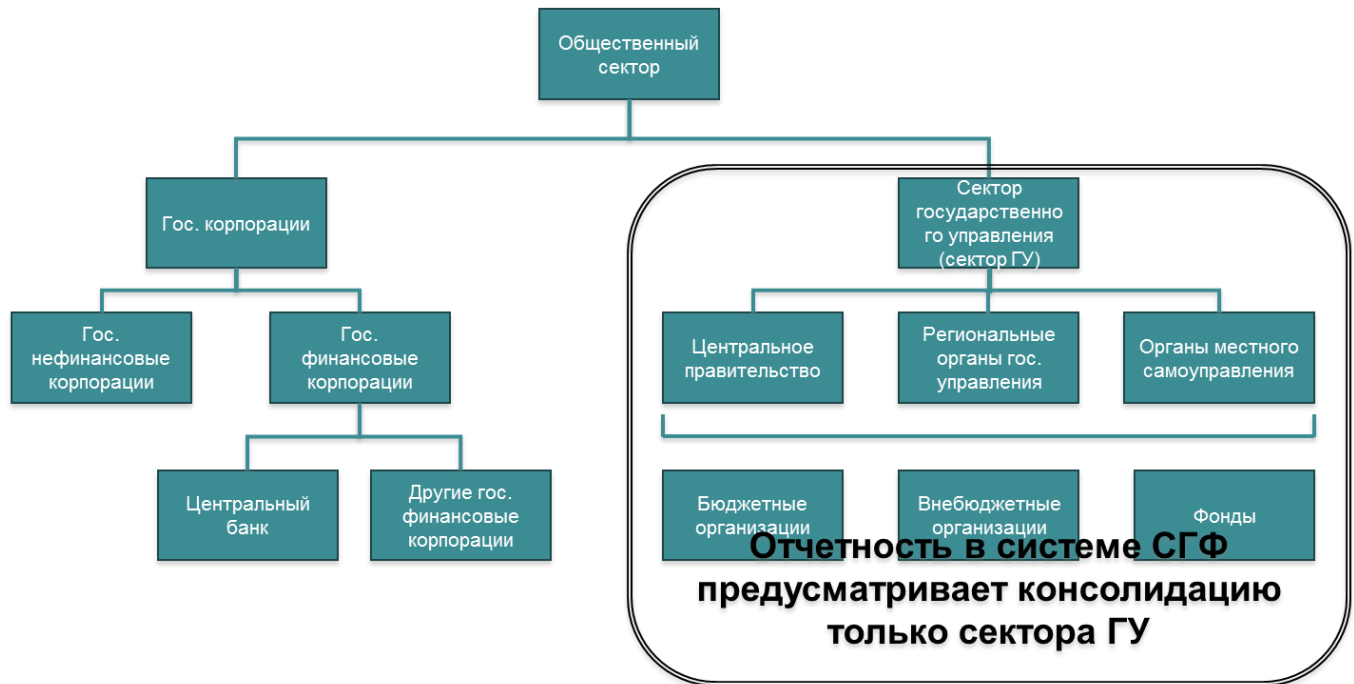 Общественный
сектор
Гос. корпорации
Сектор
государственно
го управления
(сектор ГУ)
Гос.
нефинансовые
корпорации
Гос.
финансовые
корпорации
Центральное
правительство
Региональные
органы гос.
управления
Органы местного
самоуправления
Центральный
банк
Другие гос.
финансовые
корпорации
Бюджетные
организации
Внебюджетные
организации
Фонды
Отчетность в системе СГФ
предусматривает консолидацию
только сектора ГУ